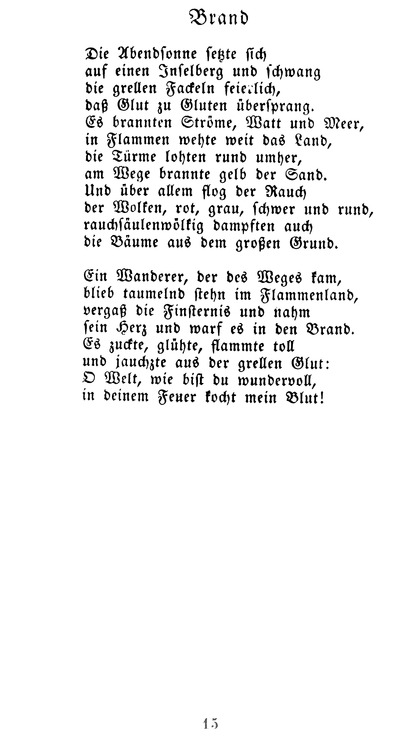 Brand
Die Abendsonne setzte sich
auf einen Inselberg und schwang
die grellen Fackeln feierlich,
daß Glut zu Gluten übersprang.
Es brannten Ströme, Watt und Meer,
in Flammen wehte weit das Land,
die Türme lohten rund umher,
am Wege brannte gelb der Sand.
Und über allem flog der Rauch
der Wolken, rot, grau, schwer und rund,
rauchsäulenwölkig dampften auch
die Bäume aus dem großen Grund.
Ein Wanderer, der des Weges kam,
blieb taumelnd stehn im Flammenland,
vergaß die Finsternis und nahm
sein Herz und warf es in den Brand.
Es zuckte, glühte, flammte toll
und jauchzte aus der grellen Glut:
O Welt, wie bist du wundervoll,
in deinem Feuer kocht mein Blut!
15